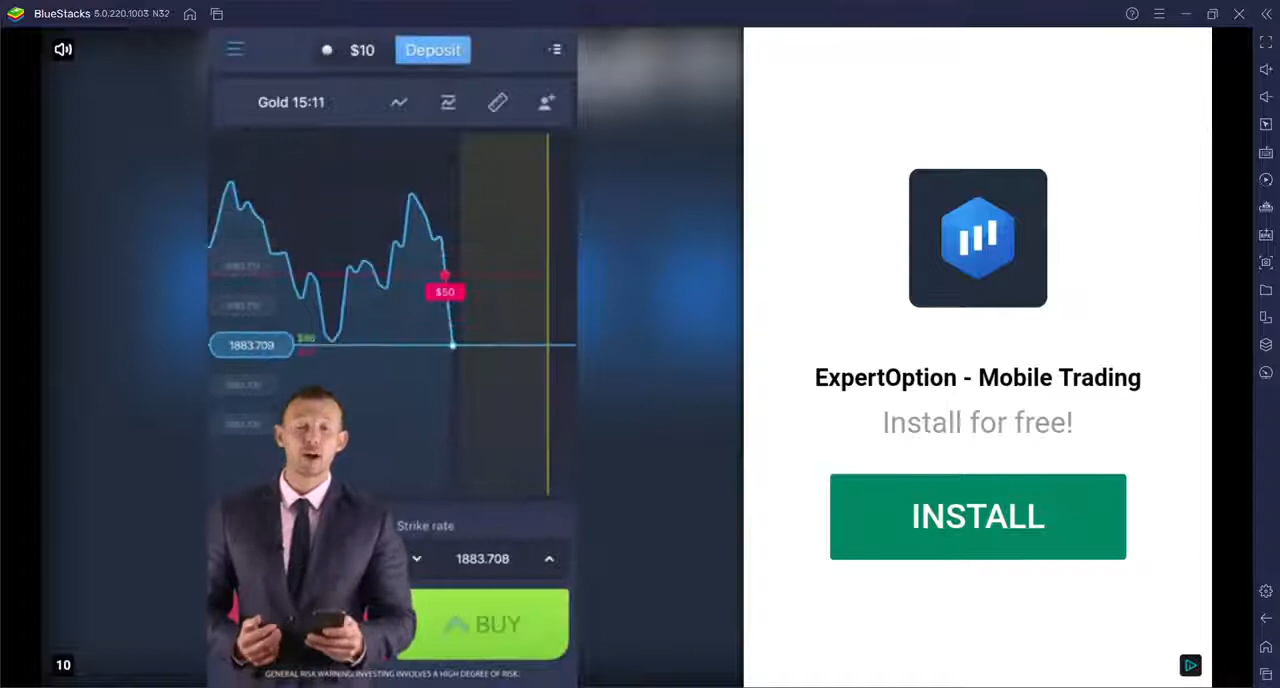 BlueStacks 5.0.220.1003 N32
$10
Deposit
Gold 15:11
$50
1883.709
Strike rate
1883.708
BUY
GENERAL RISK WARNING: INVESTING INVOLVES A HIGH DEGREE OF RISK.
10
ExpertOption - Mobile Trading
Install for free!
INSTALL